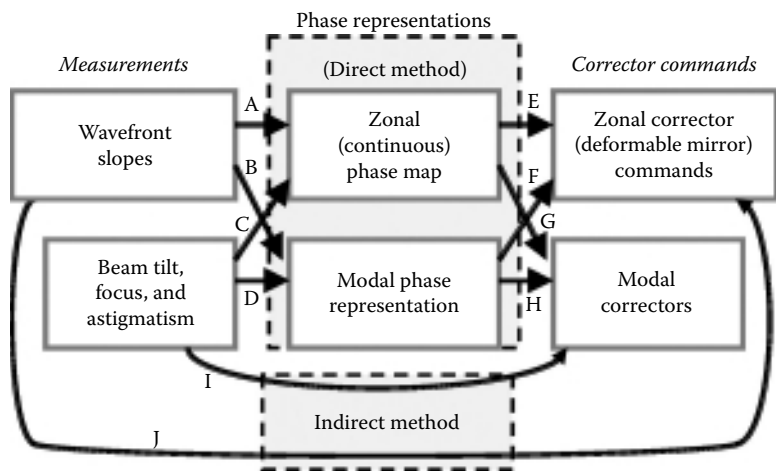 Phase representations
Measurements
(Direct method)
Corrector commands
A
E
Wavefront
slopes
Zonal
(continuous)
phase map
Zonal corrector
(deformable mirror)
commands
B
F
C
G
Beam tilt,
focus, and
astigmatism
D
Modal phase
representation
H
Modal
correctors
I
Indirect method
J